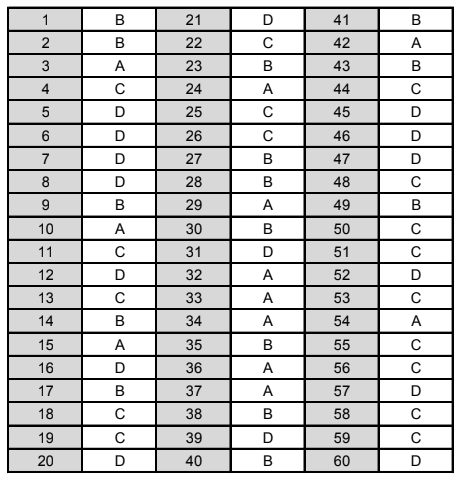 1 B 21 D 41 B
2 B 22 C 42 A
3 A 23 B 43 B
4 C 24 A 44 C
5 D 25 C 45 D
6 D 26 C 46 D
7 D 27 B 47 D
8 D 28 B 48 C
9 B 29 A 49 B
10 A 30 B 50 C
11 C 31 D 51 C
12 D 32 A 52 D
13 C 33 A 53 C
14 B 34 A 54 A
15 A 35 B 55 C
16 D 36 A 56 C
17 B 37 A 57 D
18 C 38 B 58 C
19 C 39 D 59 C
20 D 40 B 60 D